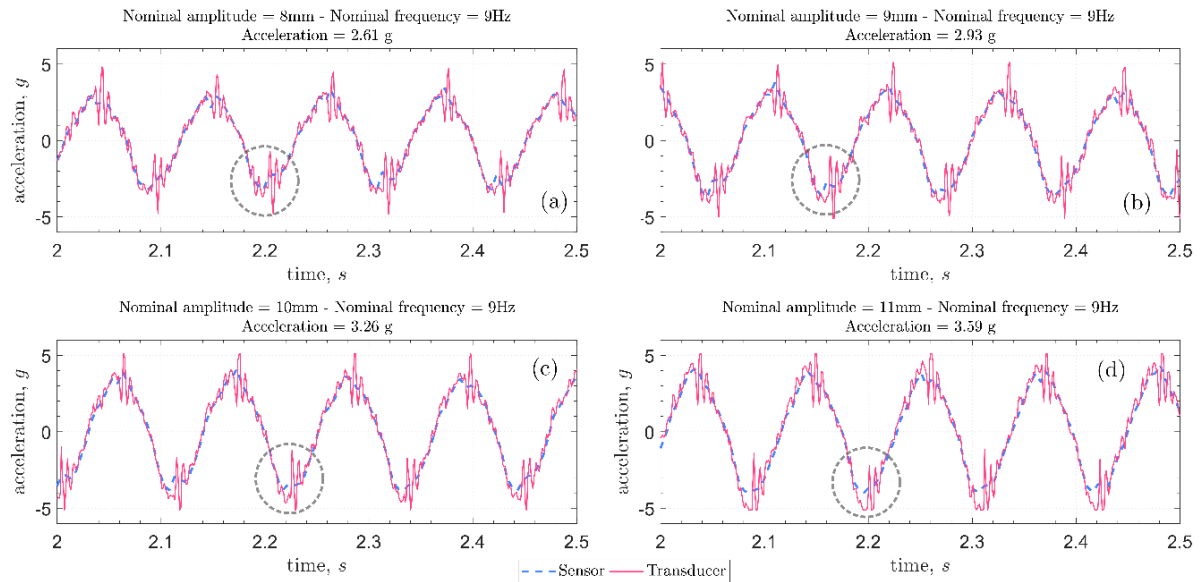 Nominal amplitude = 8mm - Nominal frequency = 9Hz
Acceleration = 2.61 g
5
0
-5
acceleration, g
(a)
2
2.1
2.2
2.3
2.4
2.5
time, s
Nominal amplitude = 9mm - Nominal frequency = 9Hz
Acceleration = 2.93 g
5
0
-5
acceleration, g
(b)
2
2.1
2.2
2.3
2.4
2.5
time, s
Nominal amplitude = 10mm - Nominal frequency = 9Hz
Acceleration = 3.26 g
5
0
-5
acceleration, g
(c)
2
2.1
2.2
2.3
2.4
2.5
time, s
Nominal amplitude = 11mm - Nominal frequency = 9Hz
Acceleration = 3.59 g
5
0
-5
acceleration, g
(d)
2
2.1
2.2
2.3
2.4
2.5
time, s
Sensor Transducer